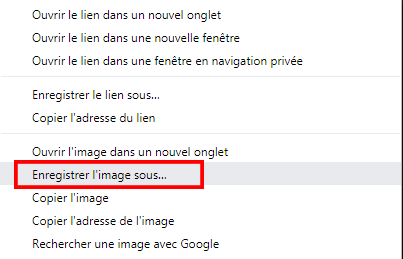 Ouvrir le lien dans un nouvel onglet
Ouvrir le lien dans une nouvelle fenêtre
Ouvrir le lien dans une fenêtre en navigation privée
Enregistrer le lien sous...
Copier l'adresse du lien
Ouvrir l'image dans un nouvel onglet
Enregistrer l'image sous...
Copier l'image
Copier l'adresse de l'image
Rechercher une image avec Google